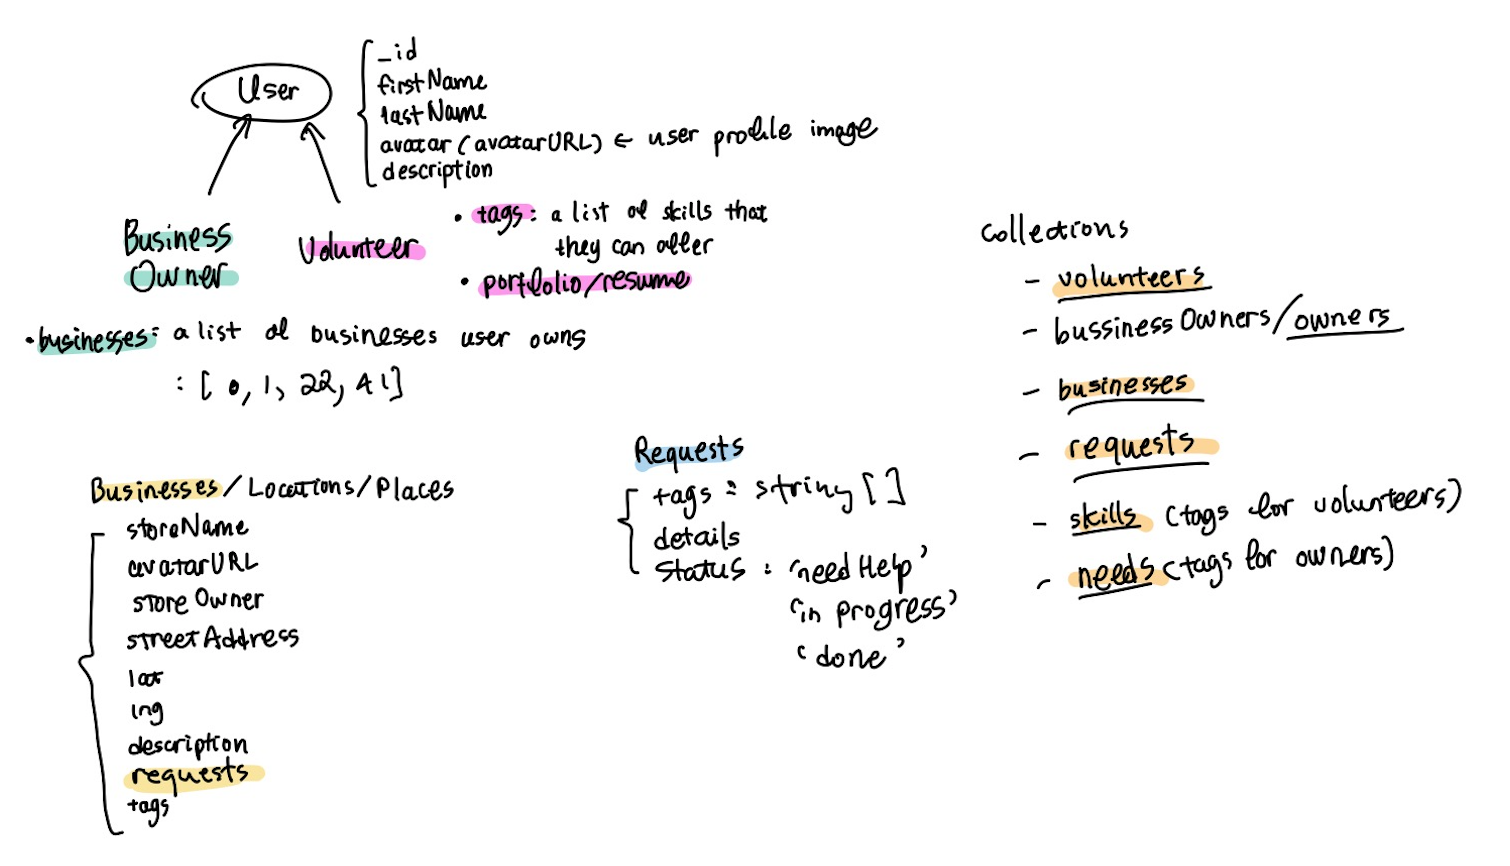 User
_id
firstName
lastName
avatar (avatarURL) ← user profile image
description
Business
Owner
Volunteer
• tags: a list of skills that
they can offer
• portfolio/resume
• businesses: a list of businesses user owns
: [ 0, 1, 22, 41]
Businesses/Locations/Places
storeName
avatarURL
storeOwner
streetAddress
lat
lng
description
requests
tags
Requests
tags : string []
details
status : 'need Help'
'in progress'
'done'
Collections
- volunteers
- bussinessOwners/owners
- businesses
- requests
- skills (tags for volunteers)
- needs (tags for owners)